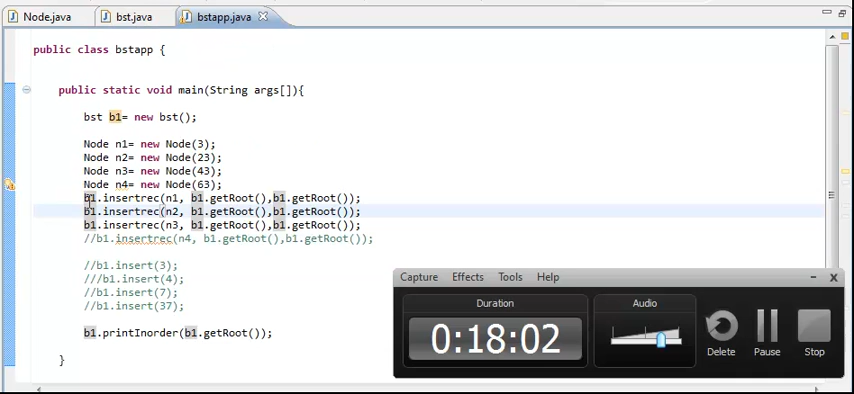 Node.java bst.java bstapp.java
public class bstapp {
public static void main(String args[]){
bst b1= new bst();
Node n1= new Node(3);
Node n2= new Node(23);
Node n3= new Node(43);
Node n4= new Node(63);
b1.insertrec(n1, b1.getRoot(),b1.getRoot());
b1.insertrec(n2, b1.getRoot(),b1.getRoot());
b1.insertrec(n3, b1.getRoot(),b1.getRoot());
//b1.insertrec(n4, b1.getRoot(),b1.getRoot());
//b1.insert(3);
///b1.insert(4);
//b1.insert(7);
//b1.insert(37);
b1.printInorder(b1.getRoot());
}
Capture Effects Tools Help
Duration
Audio
0:18:02
Delete Pause Stop